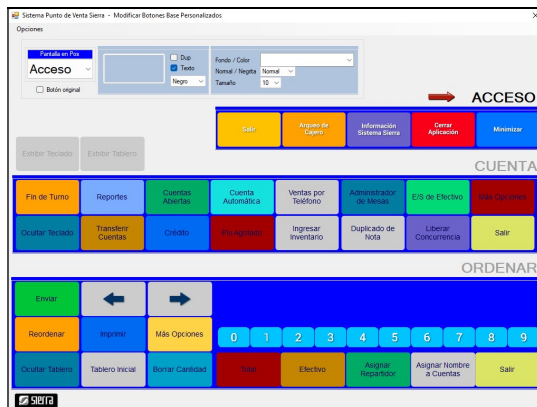 Sistema Punto de Venta Sierra - Modificar Botones Base Personalizados
Opciones
Pantalla en Pos
Acceso
Botón original
Dup
Texto
Negro
Fondo / Color
Normal / Negrita Normal
Tamaño 10
ACCESO
Salir
Arqueo de
Cajero
Información
Sistema Sierra
Cerrar
Aplicación
Minimizar
Exhibir Teclado
Exhibir Tablero
CUENTA
Fin de Turno
Reportes
Cuentas
Abiertas
Cuenta
Automática
Ventas por
Teléfono
Administrador
de Mesas
E/S de Efectivo
Más Opciones
Ocultar Teclado
Transferir
Cuentas
Crédito
Plu Agotado
Ingresar
Inventario
Duplicado de
Nota
Liberar
Concurrencia
Salir
ORDENAR
Enviar
Reordenar
Imprimir
Más Opciones
0 1 2 3 4 5 6 7 8 9
Ocultar Tablero
Tablero Inicial
Borrar Cantidad
Total
Efectivo
Asignar
Repartidor
Asignar Nombre
a Cuentas
Salir
sierra